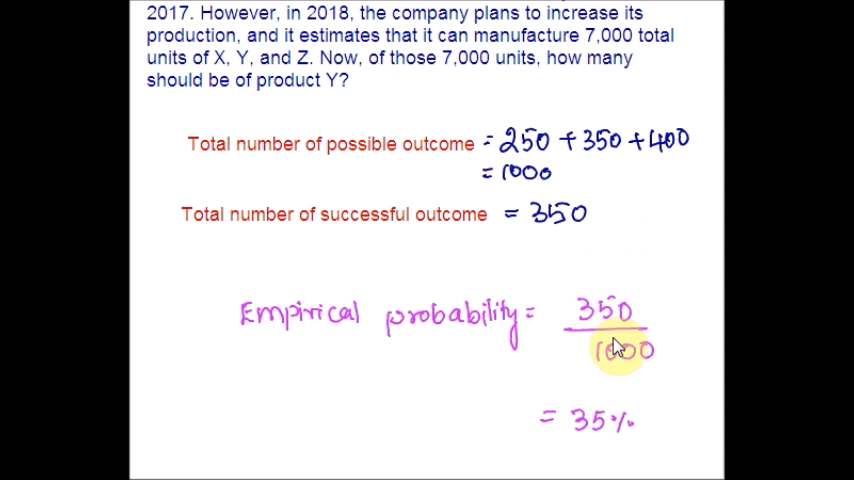 2017. However, in 2018, the company plans to increase its
production, and it estimates that it can manufacture 7,000 total
units of X, Y, and Z. Now, of those 7,000 units, how many
should be of product Y?
Total number of possible outcome = 250 + 350 + 400
= 1000
Total number of successful outcome = 350
Empirical probability = 350
1000
= 35%